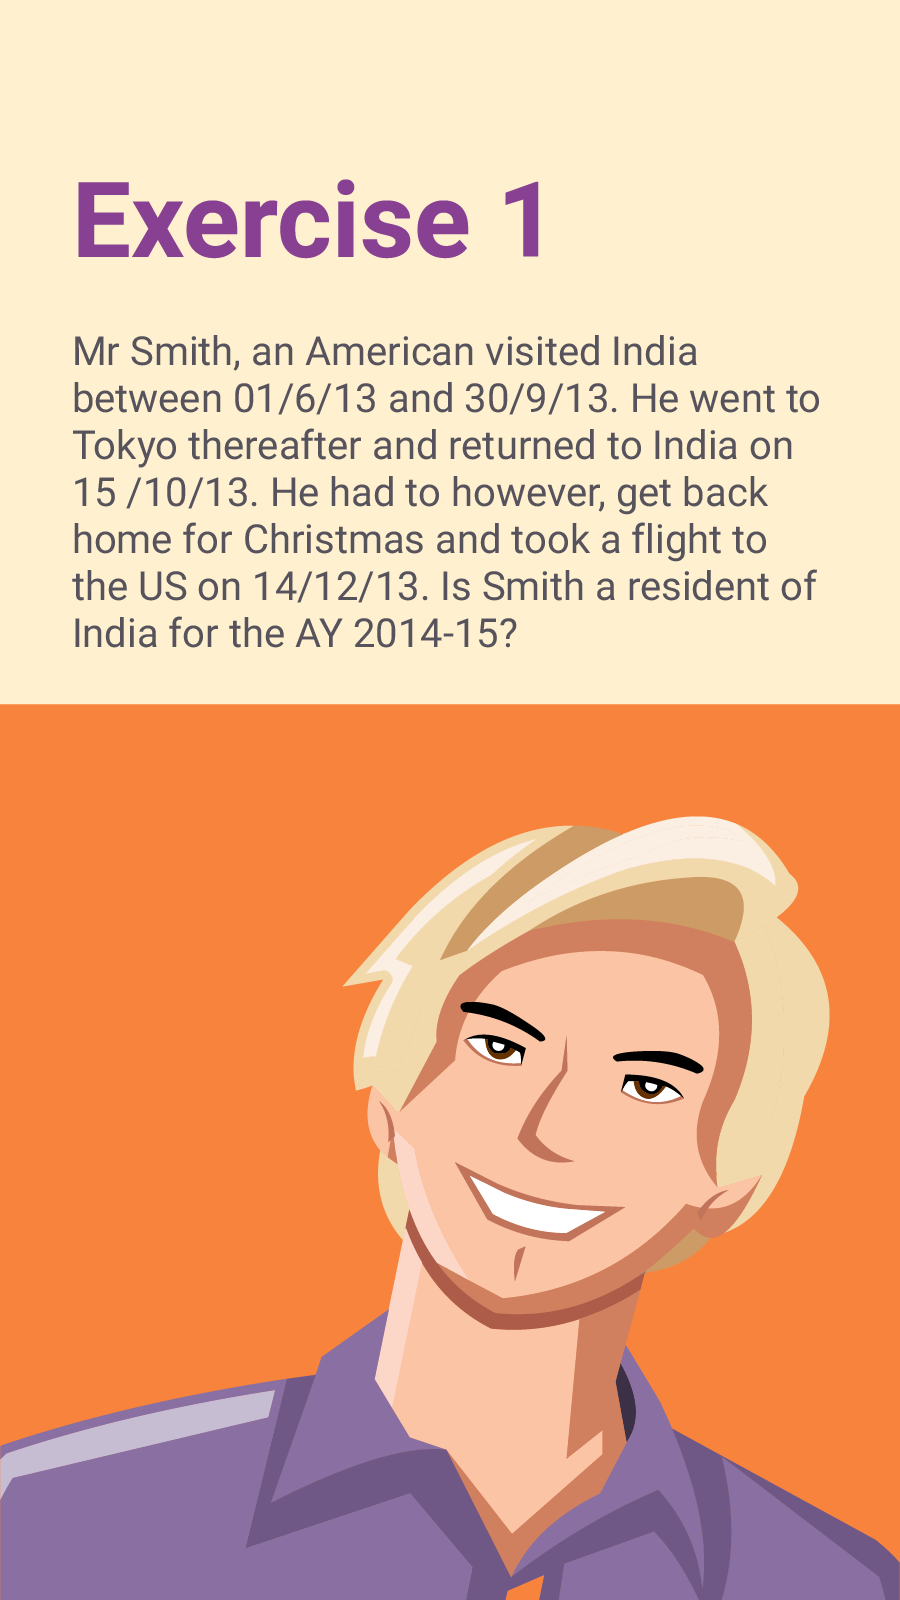 Exercise 1
Mr Smith, an American visited India
between 01/6/13 and 30/9/13. He went to
Tokyo thereafter and returned to India on
15 /10/13. He had to however, get back
home for Christmas and took a flight to
the US on 14/12/13. Is Smith a resident of
India for the AY 2014-15?